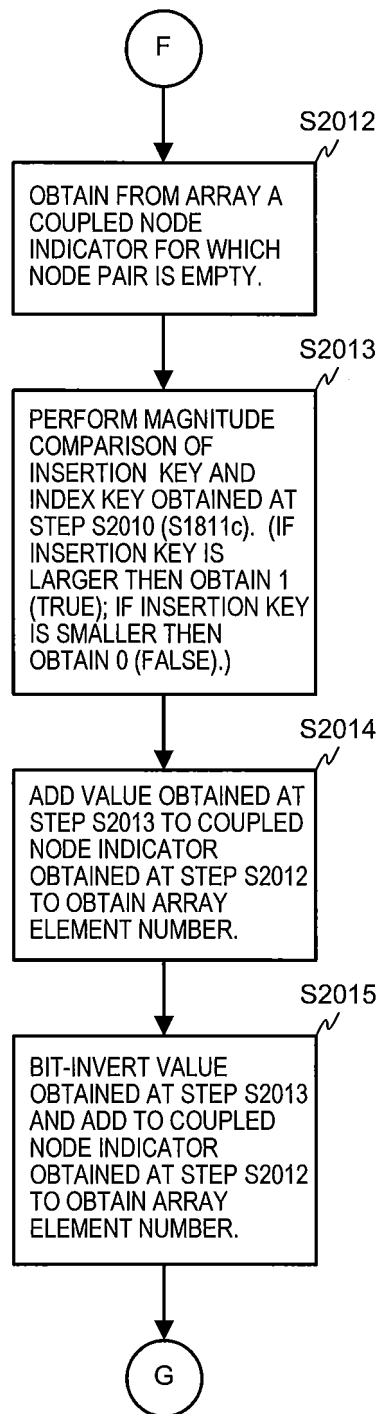 F
S2012
OBTAIN FROM ARRAY A
COUPLED NODE
INDICATOR FOR WHICH
NODE PAIR IS EMPTY.
S2013
PERFORM MAGNITUDE
COMPARISON OF
INSERTION KEY AND
INDEX KEY OBTAINED AT
STEP S2010 (S1811c). (IF
INSERTION KEY IS
LARGER THEN OBTAIN 1
(TRUE); IF INSERTION KEY
IS SMALLER THEN
OBTAIN 0 (FALSE).)
S2014
ADD VALUE OBTAINED AT
STEP S2013 TO COUPLED
NODE INDICATOR
OBTAINED AT STEP S2012
TO OBTAIN ARRAY
ELEMENT NUMBER.
S2015
BIT-INVERT VALUE
OBTAINED AT STEP S2013
AND ADD TO COUPLED
NODE INDICATOR
OBTAINED AT STEP S2012
TO OBTAIN ARRAY
ELEMENT NUMBER.
G